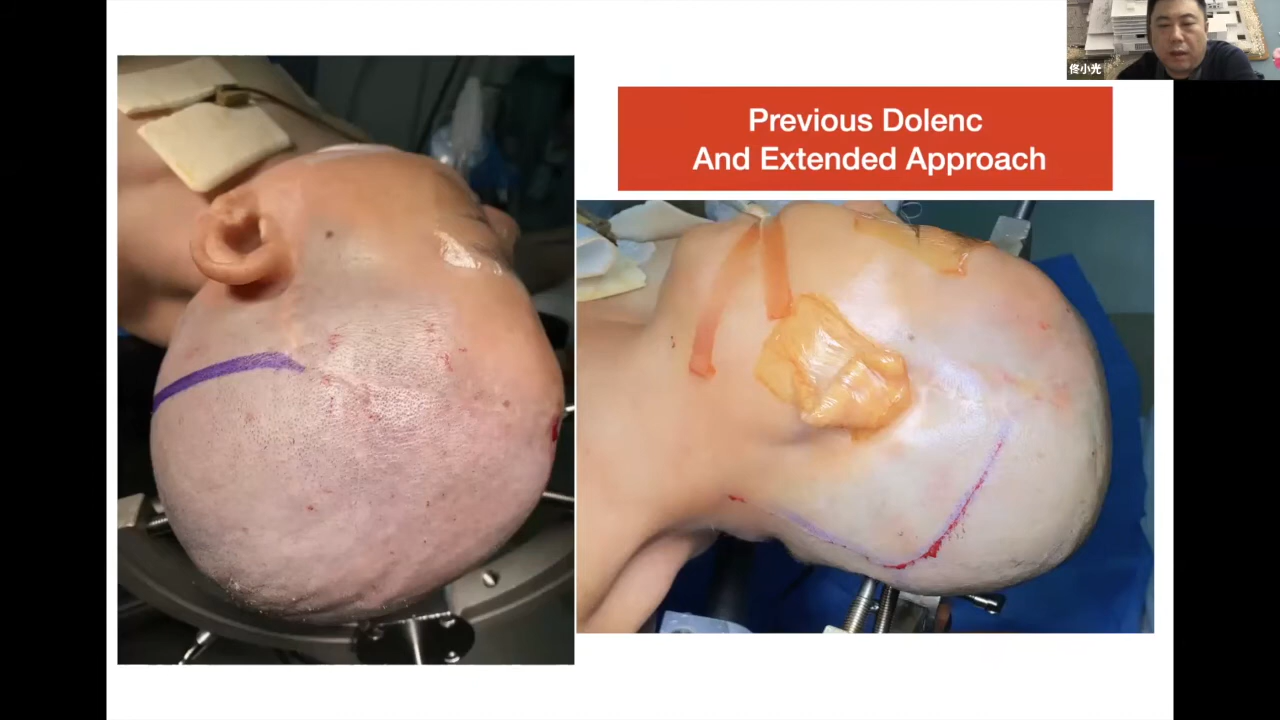 Previous Dolenc
And Extended Approach
佟小光